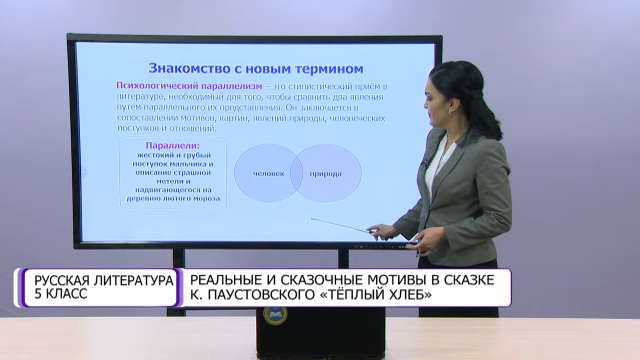 Знакомство с новым термином
Психологический параллелизм – это стилистический приём в
литературе, необходимый для того, чтобы сравнить два явления
путём параллельного их представления. Он заключается в
сопоставлении мотивов, картин, явлений природы, человеческих
поступков и отношений.
Параллели:
жестокий и грубый
поступок мальчика и
описание страшной
метели и
надвигающегося на
деревню лютого мороза
человек
природа
РУССКАЯ ЛИТЕРАТУРА
5 КЛАСС
РЕАЛЬНЫЕ И СКАЗОЧНЫЕ МОТИВЫ В СКАЗКЕ
К. ПАУСТОВСКОГО «ТЁПЛЫЙ ХЛЕБ»